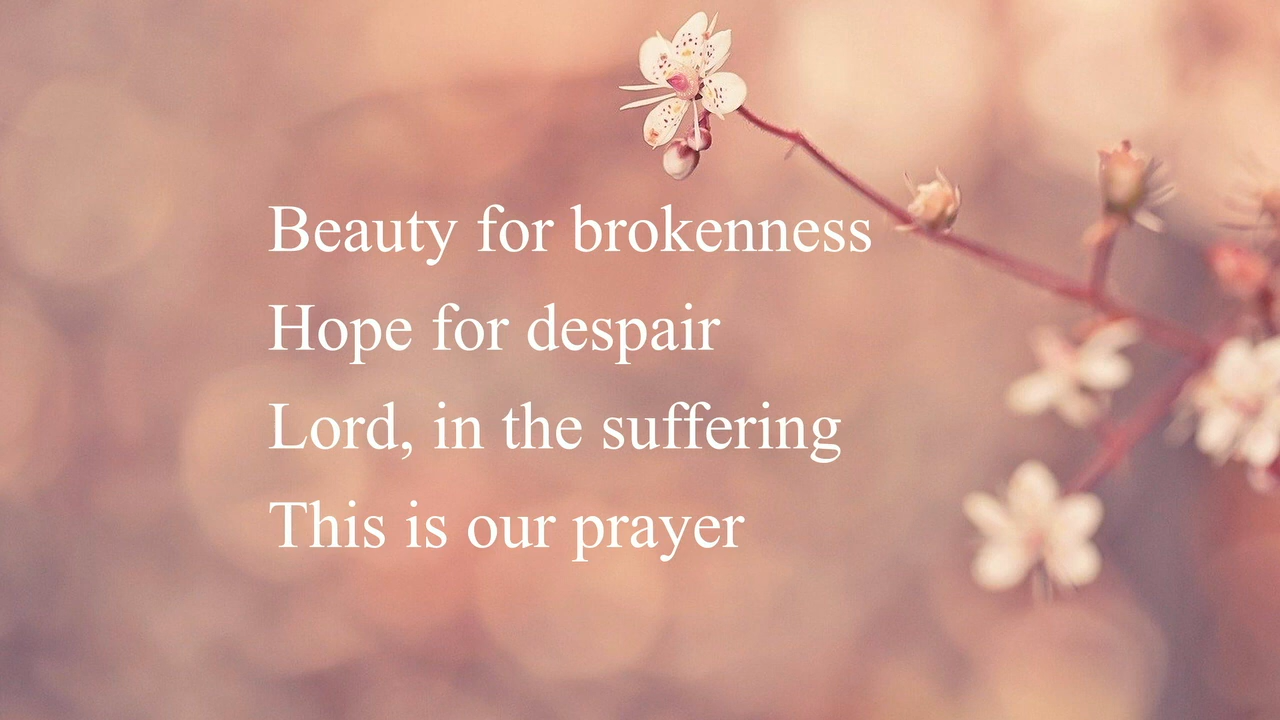 Beauty for brokenness
Hope for despair
Lord, in the suffering
This is our prayer